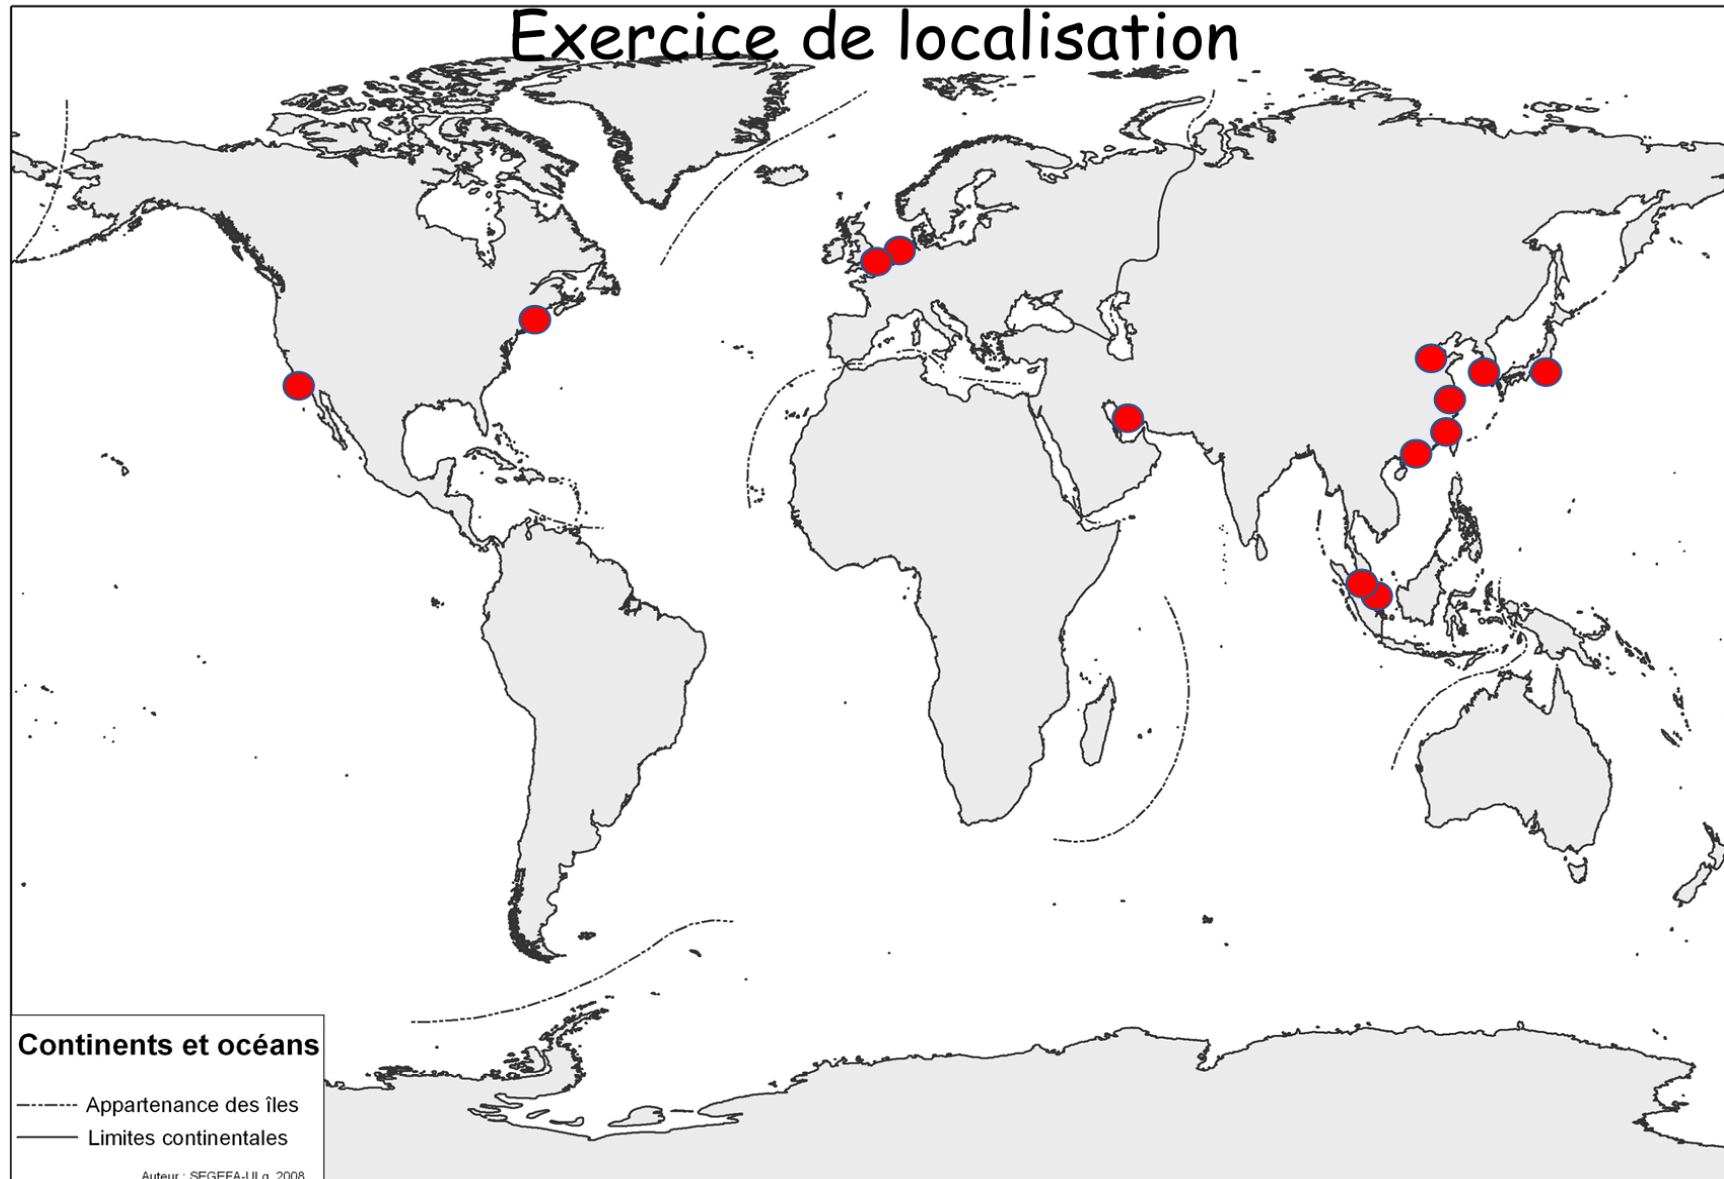 Exercice de localisation
Continents et océans
Appartenance des îles
Limites continentales
Auteur : SEGEFA-ULg, 2008